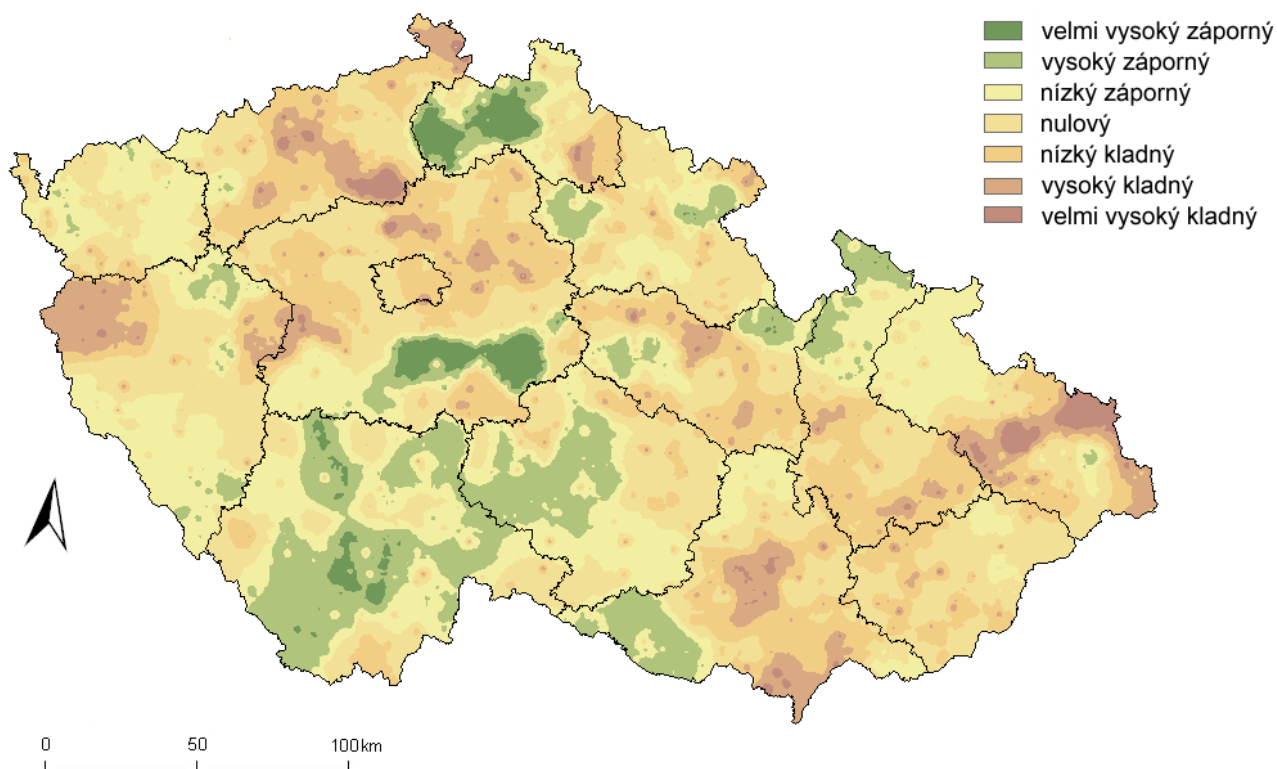 velmi vysoký záporný
vysoký záporný
nízký záporný
nulový
nízký kladný
vysoký kladný
velmi vysoký kladný
0 50 100 km